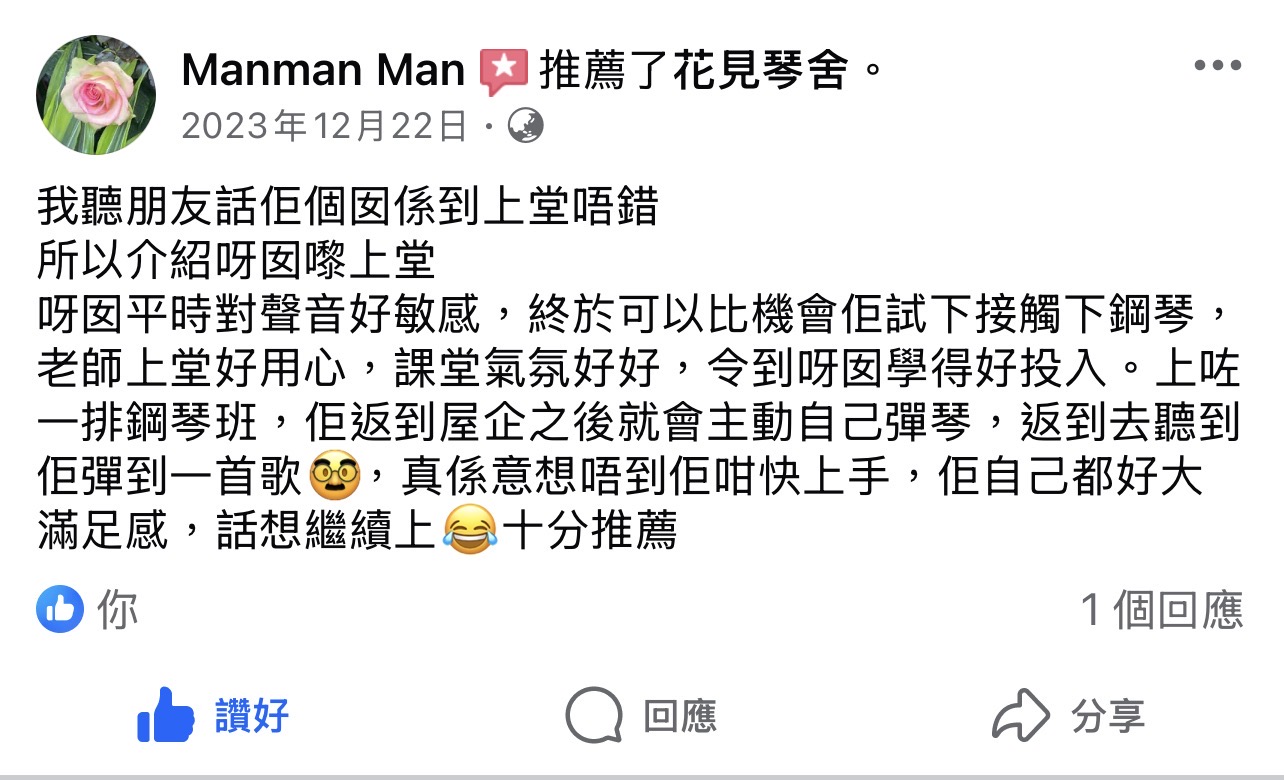 Manman Man 推薦了花見琴舍。
2023年12月22日 ·
我聽朋友話佢個囡係到上堂唔錯
所以介紹呀囡嚟上堂
呀囡平時對聲音好敏感，終於可以比機會佢試下接觸下鋼琴，
老師上堂好用心，課堂氣氛好好，令到呀囡學得好投入。上咗
一排鋼琴班，佢返到屋企之後就會主動自己彈琴，返到去聽到
佢彈到一首歌🥸，真係意想唔到佢咁快上手，佢自己都好大
滿足感，話想繼續上😂十分推薦
你
1 個回應
讚好
回應
分享